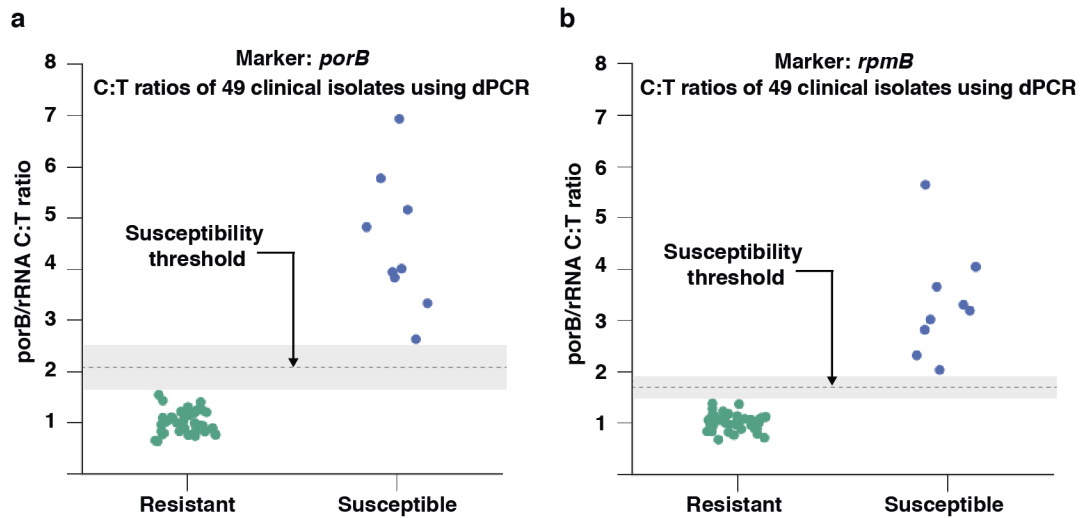 a
Marker: porB
C:T ratios of 49 clinical isolates using dPCR
8
7
6
5
4
3
2
1
porB/rRNA C:T ratio
Susceptibility
threshold
Resistant
Susceptible
b
Marker: rpmB
C:T ratios of 49 clinical isolates using dPCR
8
7
6
5
4
3
2
1
porB/rRNA C:T ratio
Susceptibility
threshold
Resistant
Susceptible